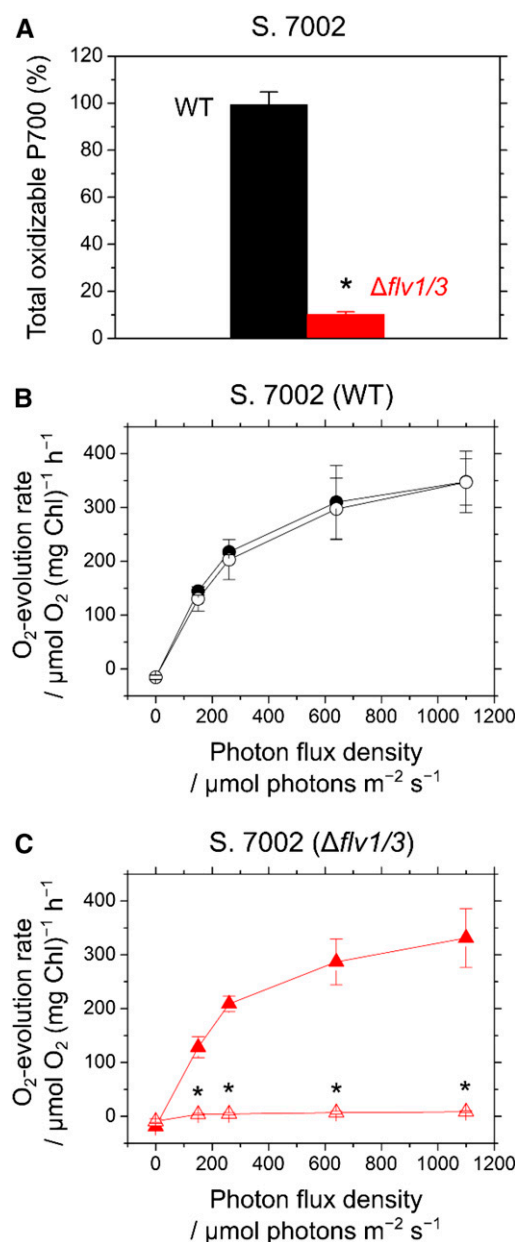 A
S. 7002
Total oxidizable P700 (%)
120
100
80
60
40
20
0
WT
*
Δflv1/3
B
S. 7002 (WT)
O₂-evolution rate
/ μmol O₂ (mg Chl)⁻¹ h⁻¹
400
300
200
100
0
0 200 400 600 800 1000 1200
Photon flux density
/ μmol photons m⁻² s⁻¹
C
S. 7002 (Δflv1/3)
O₂-evolution rate
/ μmol O₂ (mg Chl)⁻¹ h⁻¹
400
300
200
100
0
* * * *
0 200 400 600 800 1000 1200
Photon flux density
/ μmol photons m⁻² s⁻¹